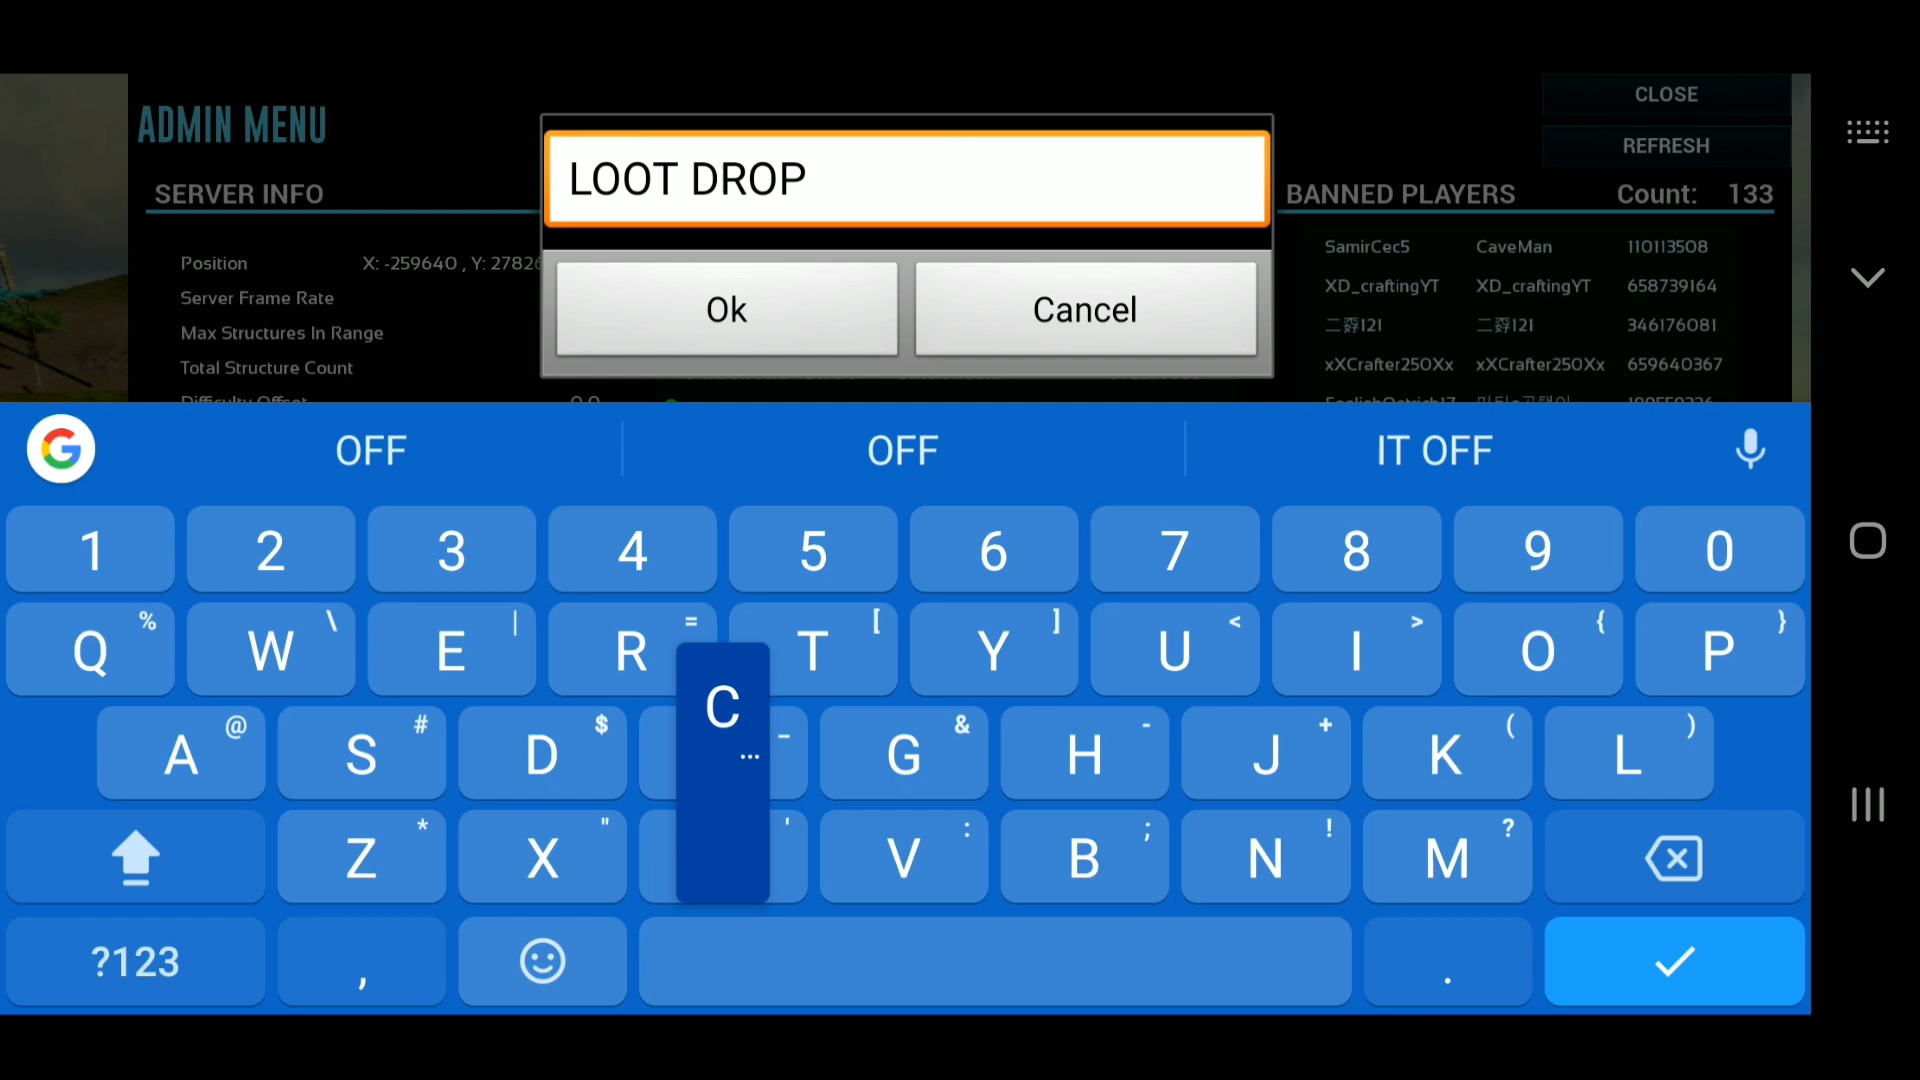 ADMIN MENU
CLOSE
REFRESH
LOOT DROP
Ok
Cancel
SERVER INFO
Position X: -259640 , Y: 27826
Server Frame Rate
Max Structures In Range
Total Structure Count
BANNED PLAYERS Count: 133
SamirCec5 CaveMan 110113508
XD_craftingYT XD_craftingYT 658739164
二孬121 二孬121 346176081
xXCrafter250Xx xXCrafter250Xx 659640367
OFF OFF IT OFF
1 2 3 4 5 6 7 8 9 0
Q % W \ E | R = T [ Y ] U < I > O { P }
C ...
A @ S # D $ _ G & H - J + K ( L )
Z * X " ' V : B ; N ! M ?
?123 , .